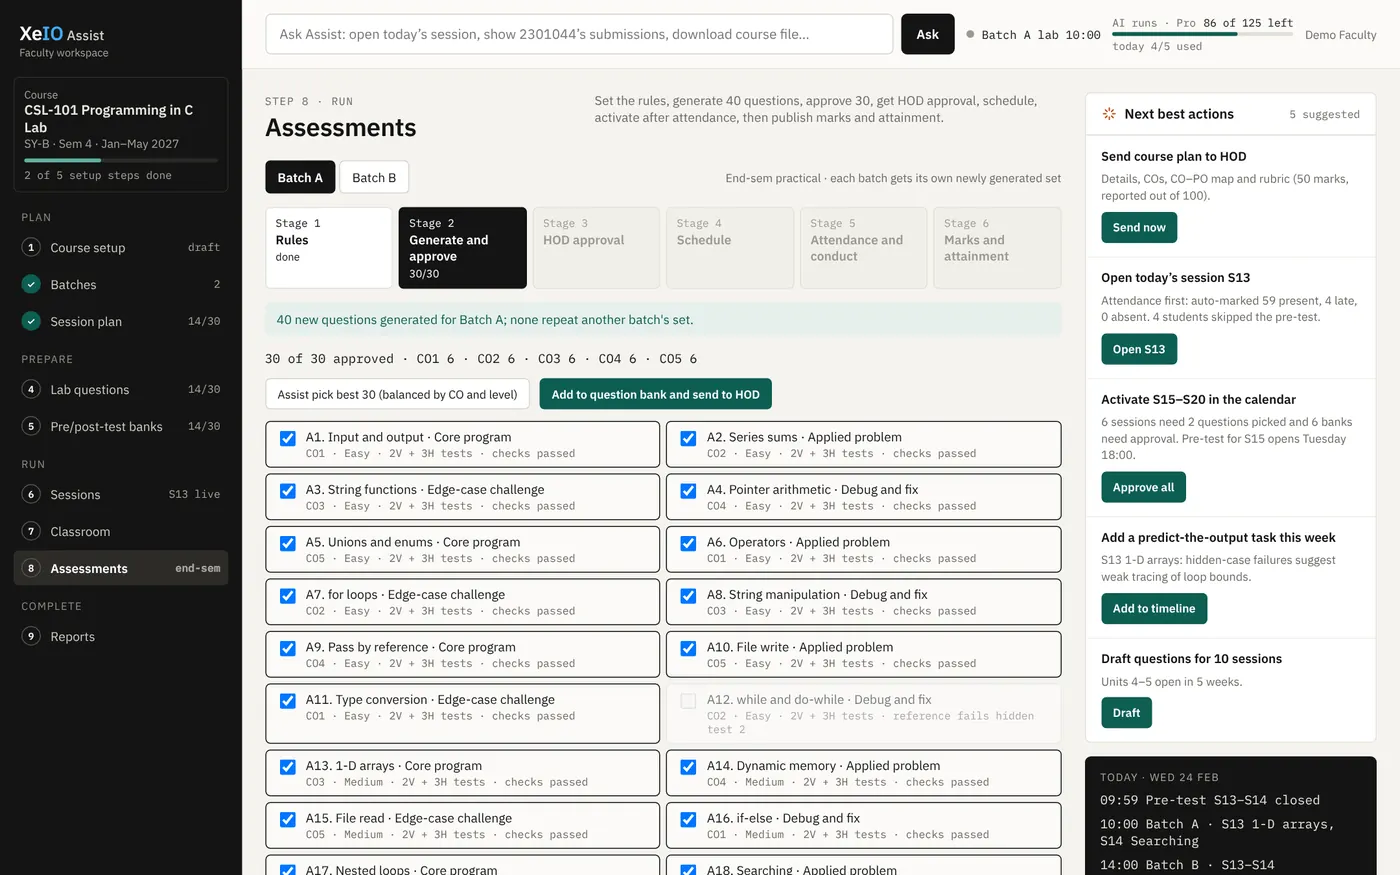 XeIO Assist
Faculty workspace
Course
CSL-101 Programming in C
Lab
SY-B · Sem 4 · Jan–May 2027
2 of 5 setup steps done
PLAN
1 Course setup draft
Batches 2
Session plan 14/30
PREPARE
4 Lab questions 14/30
5 Pre/post-test banks 14/30
RUN
6 Sessions S13 live
7 Classroom
8 Assessments end-sem
COMPLETE
9 Reports
Ask Assist: open today’s session, show 2301044’s submissions, download course file…
Ask
Batch A lab 10:00
AI runs · Pro 86 of 125 left
today 4/5 used
Demo Faculty
STEP 8 · RUN
Assessments
Set the rules, generate 40 questions, approve 30, get HOD approval, schedule,
activate after attendance, then publish marks and attainment.
Batch A
Batch B
End-sem practical · each batch gets its own newly generated set
Stage 1
Rules
done
Stage 2
Generate and
approve
30/30
Stage 3
HOD approval
Stage 4
Schedule
Stage 5
Attendance and
conduct
Stage 6
Marks and
attainment
40 new questions generated for Batch A; none repeat another batch's set.
30 of 30 approved · CO1 6 · CO2 6 · CO3 6 · CO4 6 · CO5 6
Assist pick best 30 (balanced by CO and level)
Add to question bank and send to HOD
A1. Input and output · Core program
CO1 · Easy · 2V + 3H tests · checks passed
A2. Series sums · Applied problem
CO2 · Easy · 2V + 3H tests · checks passed
A3. String functions · Edge-case challenge
CO3 · Easy · 2V + 3H tests · checks passed
A4. Pointer arithmetic · Debug and fix
CO4 · Easy · 2V + 3H tests · checks passed
A5. Unions and enums · Core program
CO5 · Easy · 2V + 3H tests · checks passed
A6. Operators · Applied problem
CO1 · Easy · 2V + 3H tests · checks passed
A7. for loops · Edge-case challenge
CO2 · Easy · 2V + 3H tests · checks passed
A8. String manipulation · Debug and fix
CO3 · Easy · 2V + 3H tests · checks passed
A9. Pass by reference · Core program
CO4 · Easy · 2V + 3H tests · checks passed
A10. File write · Applied problem
CO5 · Easy · 2V + 3H tests · checks passed
A11. Type conversion · Edge-case challenge
CO1 · Easy · 2V + 3H tests · checks passed
A12. while and do-while · Debug and fix
CO2 · Easy · 2V + 3H tests · reference fails hidden
test 2
A13. 1-D arrays · Core program
CO3 · Medium · 2V + 3H tests · checks passed
A14. Dynamic memory · Applied problem
CO4 · Medium · 2V + 3H tests · checks passed
A15. File read · Edge-case challenge
CO5 · Medium · 2V + 3H tests · checks passed
A16. if-else · Debug and fix
CO1 · Medium · 2V + 3H tests · checks passed
A17. Nested loops · Core program
A18. Searching · Applied problem
Next best actions 5 suggested
Send course plan to HOD
Details, COs, CO–PO map and rubric (50 marks,
reported out of 100).
Send now
Open today’s session S13
Attendance first: auto-marked 59 present, 4 late,
0 absent. 4 students skipped the pre-test.
Open S13
Activate S15–S20 in the calendar
6 sessions need 2 questions picked and 6 banks
need approval. Pre-test for S15 opens Tuesday
18:00.
Approve all
Add a predict-the-output task this week
S13 1-D arrays: hidden-case failures suggest
weak tracing of loop bounds.
Add to timeline
Draft questions for 10 sessions
Units 4–5 open in 5 weeks.
Draft
TODAY · WED 24 FEB
09:59 Pre-test S13–S14 closed
10:00 Batch A · S13 1-D arrays,
S14 Searching
14:00 Batch B · S13–S14